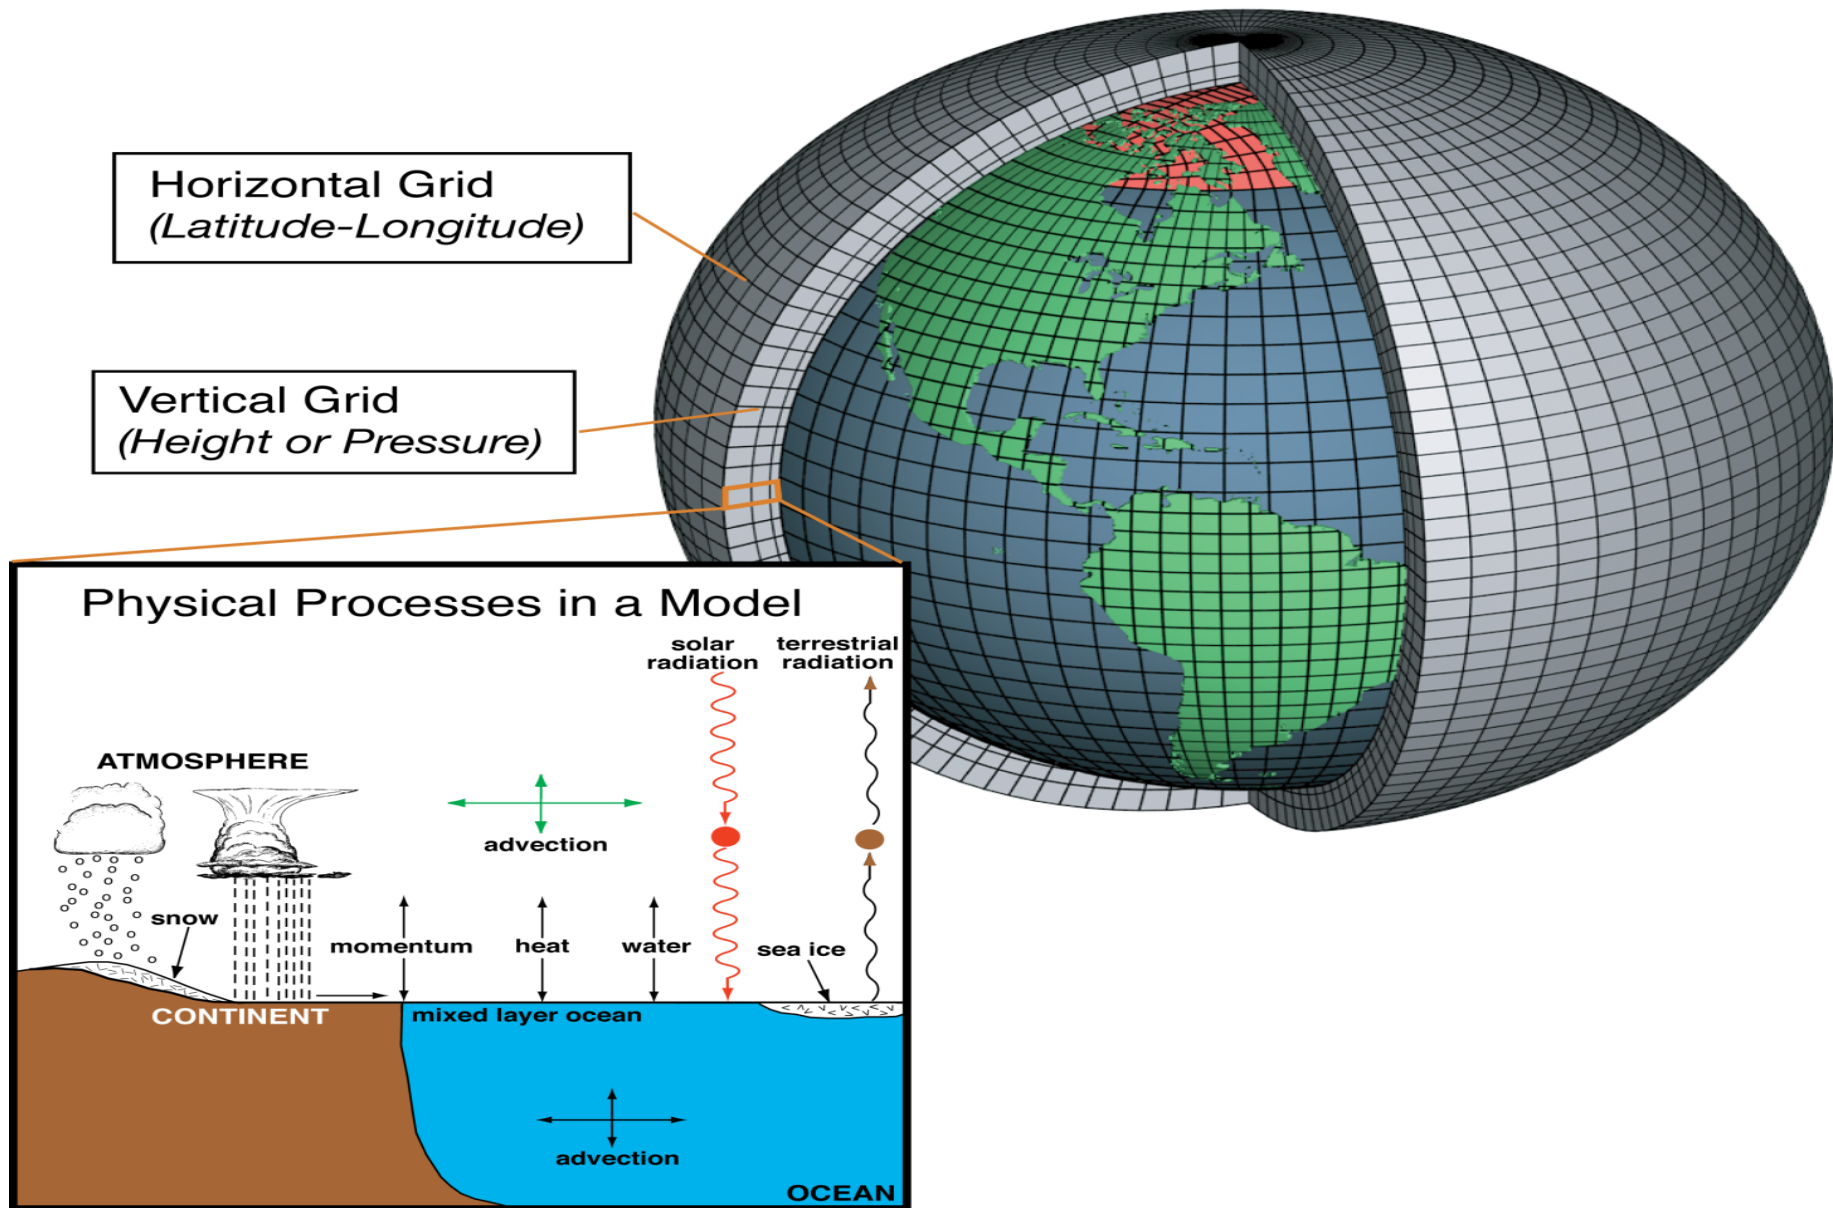 Horizontal Grid
(Latitude-Longitude)
Vertical Grid
(Height or Pressure)
Physical Processes in a Model
solar
radiation
terrestrial
radiation
ATMOSPHERE
advection
snow
momentum
heat
water
sea ice
CONTINENT
mixed layer ocean
advection
OCEAN